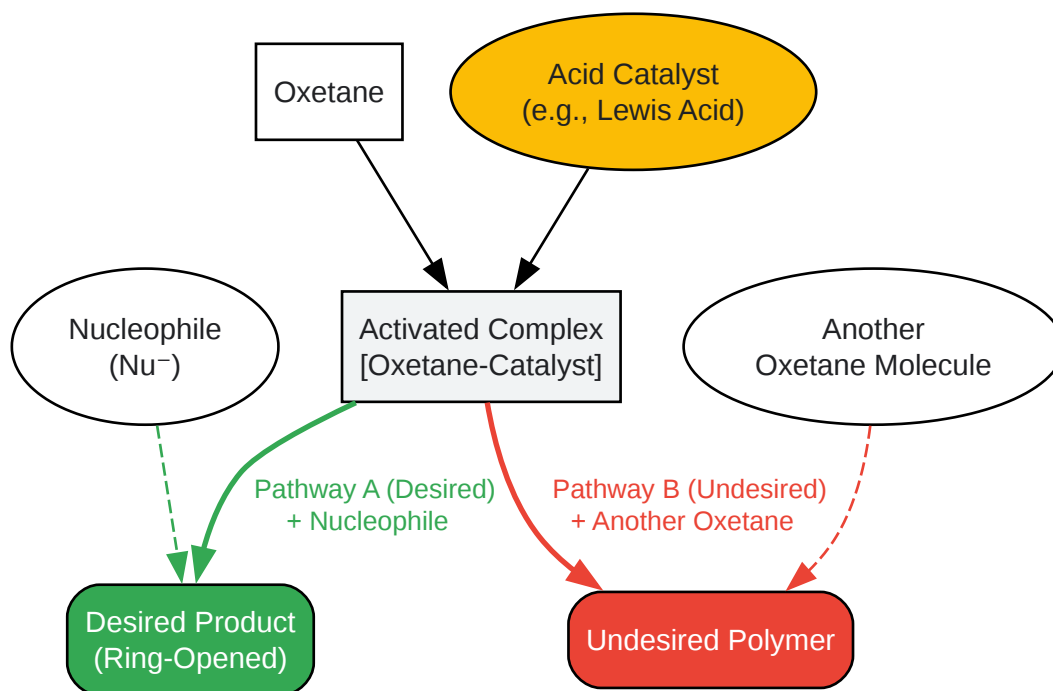 Oxetane
Acid Catalyst
(e.g., Lewis Acid)
Nucleophile
(Nu⁻)
Activated Complex
[Oxetane-Catalyst]
Another
Oxetane Molecule
Pathway A (Desired)
+ Nucleophile
Pathway B (Undesired)
+ Another Oxetane
Desired Product
(Ring-Opened)
Undesired Polymer